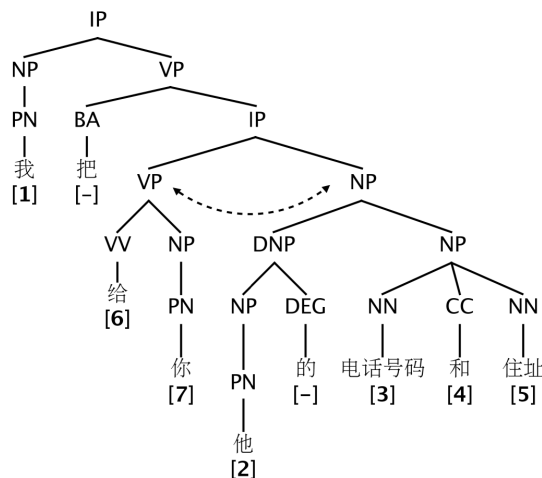 IP
NP VP
PN BA IP
我 把
[1] [–]
VP NP
VV NP DNP NP
给
[6]
PN NP DEG NN CC NN
你 的 电话号码 和 住址
[7] [–] [3] [4] [5]
PN
他
[2]